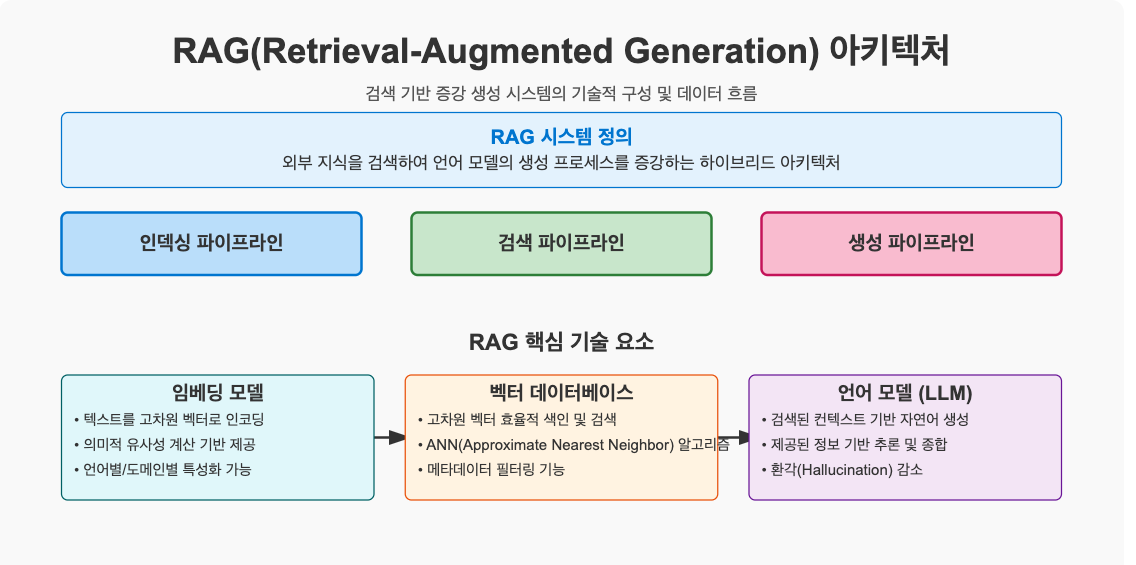 RAG(Retrieval-Augmented Generation) 아키텍처
검색 기반 증강 생성 시스템의 기술적 구성 및 데이터 흐름
RAG 시스템 정의
외부 지식을 검색하여 언어 모델의 생성 프로세스를 증강하는 하이브리드 아키텍처
인덱싱 파이프라인
검색 파이프라인
생성 파이프라인
RAG 핵심 기술 요소
임베딩 모델
• 텍스트를 고차원 벡터로 인코딩
• 의미적 유사성 계산 기반 제공
• 언어별/도메인별 특성화 가능
벡터 데이터베이스
• 고차원 벡터 효율적 색인 및 검색
• ANN(Approximate Nearest Neighbor) 알고리즘
• 메타데이터 필터링 기능
언어 모델 (LLM)
• 검색된 컨텍스트 기반 자연어 생성
• 제공된 정보 기반 추론 및 종합
• 환각(Hallucination) 감소